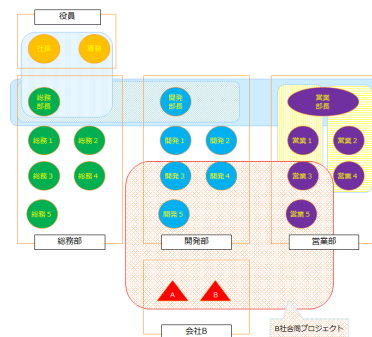 役員
社長
総務
部長
開発
部長
営業
部長
総務1
総務2
開発1
開発2
営業1
営業2
総務3
総務4
開発3
開発4
営業3
営業4
総務5
開発5
営業5
総務部
開発部
営業部
A
B
会社B
B社合同プロジェクト